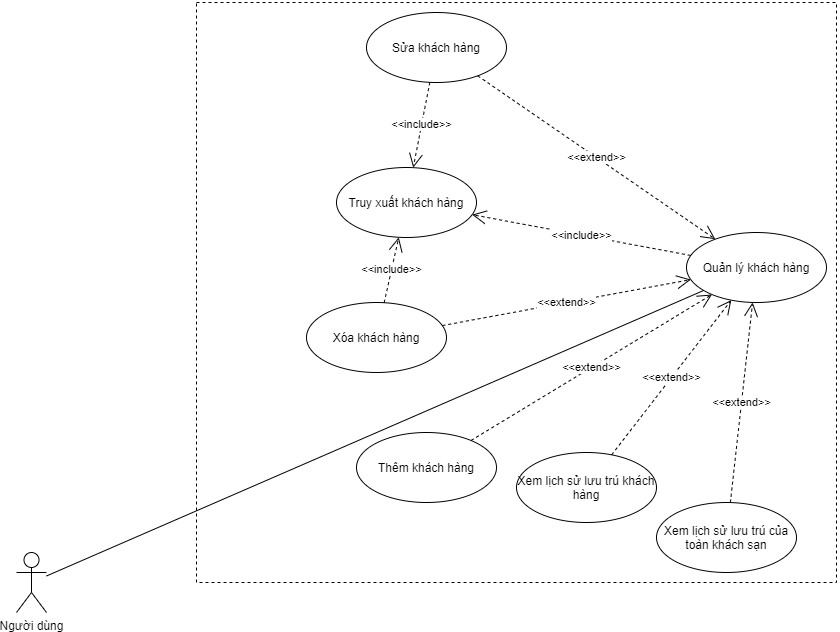 Sửa khách hàng
<<include>>
<<extend>>
Truy xuất khách hàng
<<include>>
Quản lý khách hàng
<<include>>
<<extend>>
Xóa khách hàng
<<extend>>
<<extend>>
<<extend>>
Thêm khách hàng
Xem lịch sử lưu trú khách
hàng
Xem lịch sử lưu trú của
toàn khách sạn
Người dùng